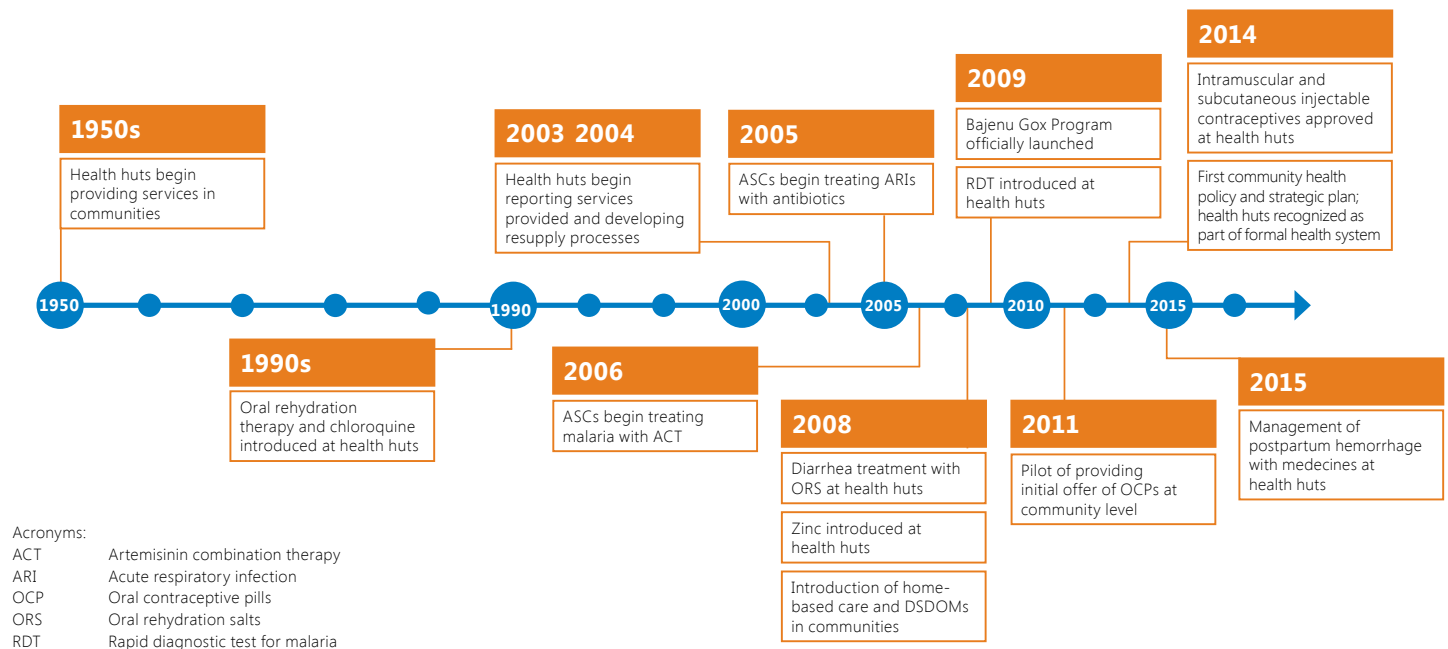 1950s
Health huts begin
providing services in
communities
2003 2004
Health huts begin
reporting services
provided and developing
resupply processes
2005
ASCs begin treating ARIs
with antibiotics
2009
Bajenu Gox Program
officially launched
RDT introduced at
health huts
2014
Intramuscular and
subcutaneous injectable
contraceptives approved
at health huts
First community health
policy and strategic plan;
health huts recognized as
part of formal health system
1950
1990
2000
2005
2010
2015
1990s
Oral rehydration
therapy and chloroquine
introduced at health huts
2006
ASCs begin treating
malaria with ACT
2008
Diarrhea treatment with
ORS at health huts
Zinc introduced at
health huts
Introduction of home-
based care and DSDOMs
in communities
2011
Pilot of providing
initial offer of OCPs at
community level
2015
Management of
postpartum hemorrhage
with medecines at
health huts
Acronyms:
ACT Artemisinin combination therapy
ARI Acute respiratory infection
OCP Oral contraceptive pills
ORS Oral rehydration salts
RDT Rapid diagnostic test for malaria